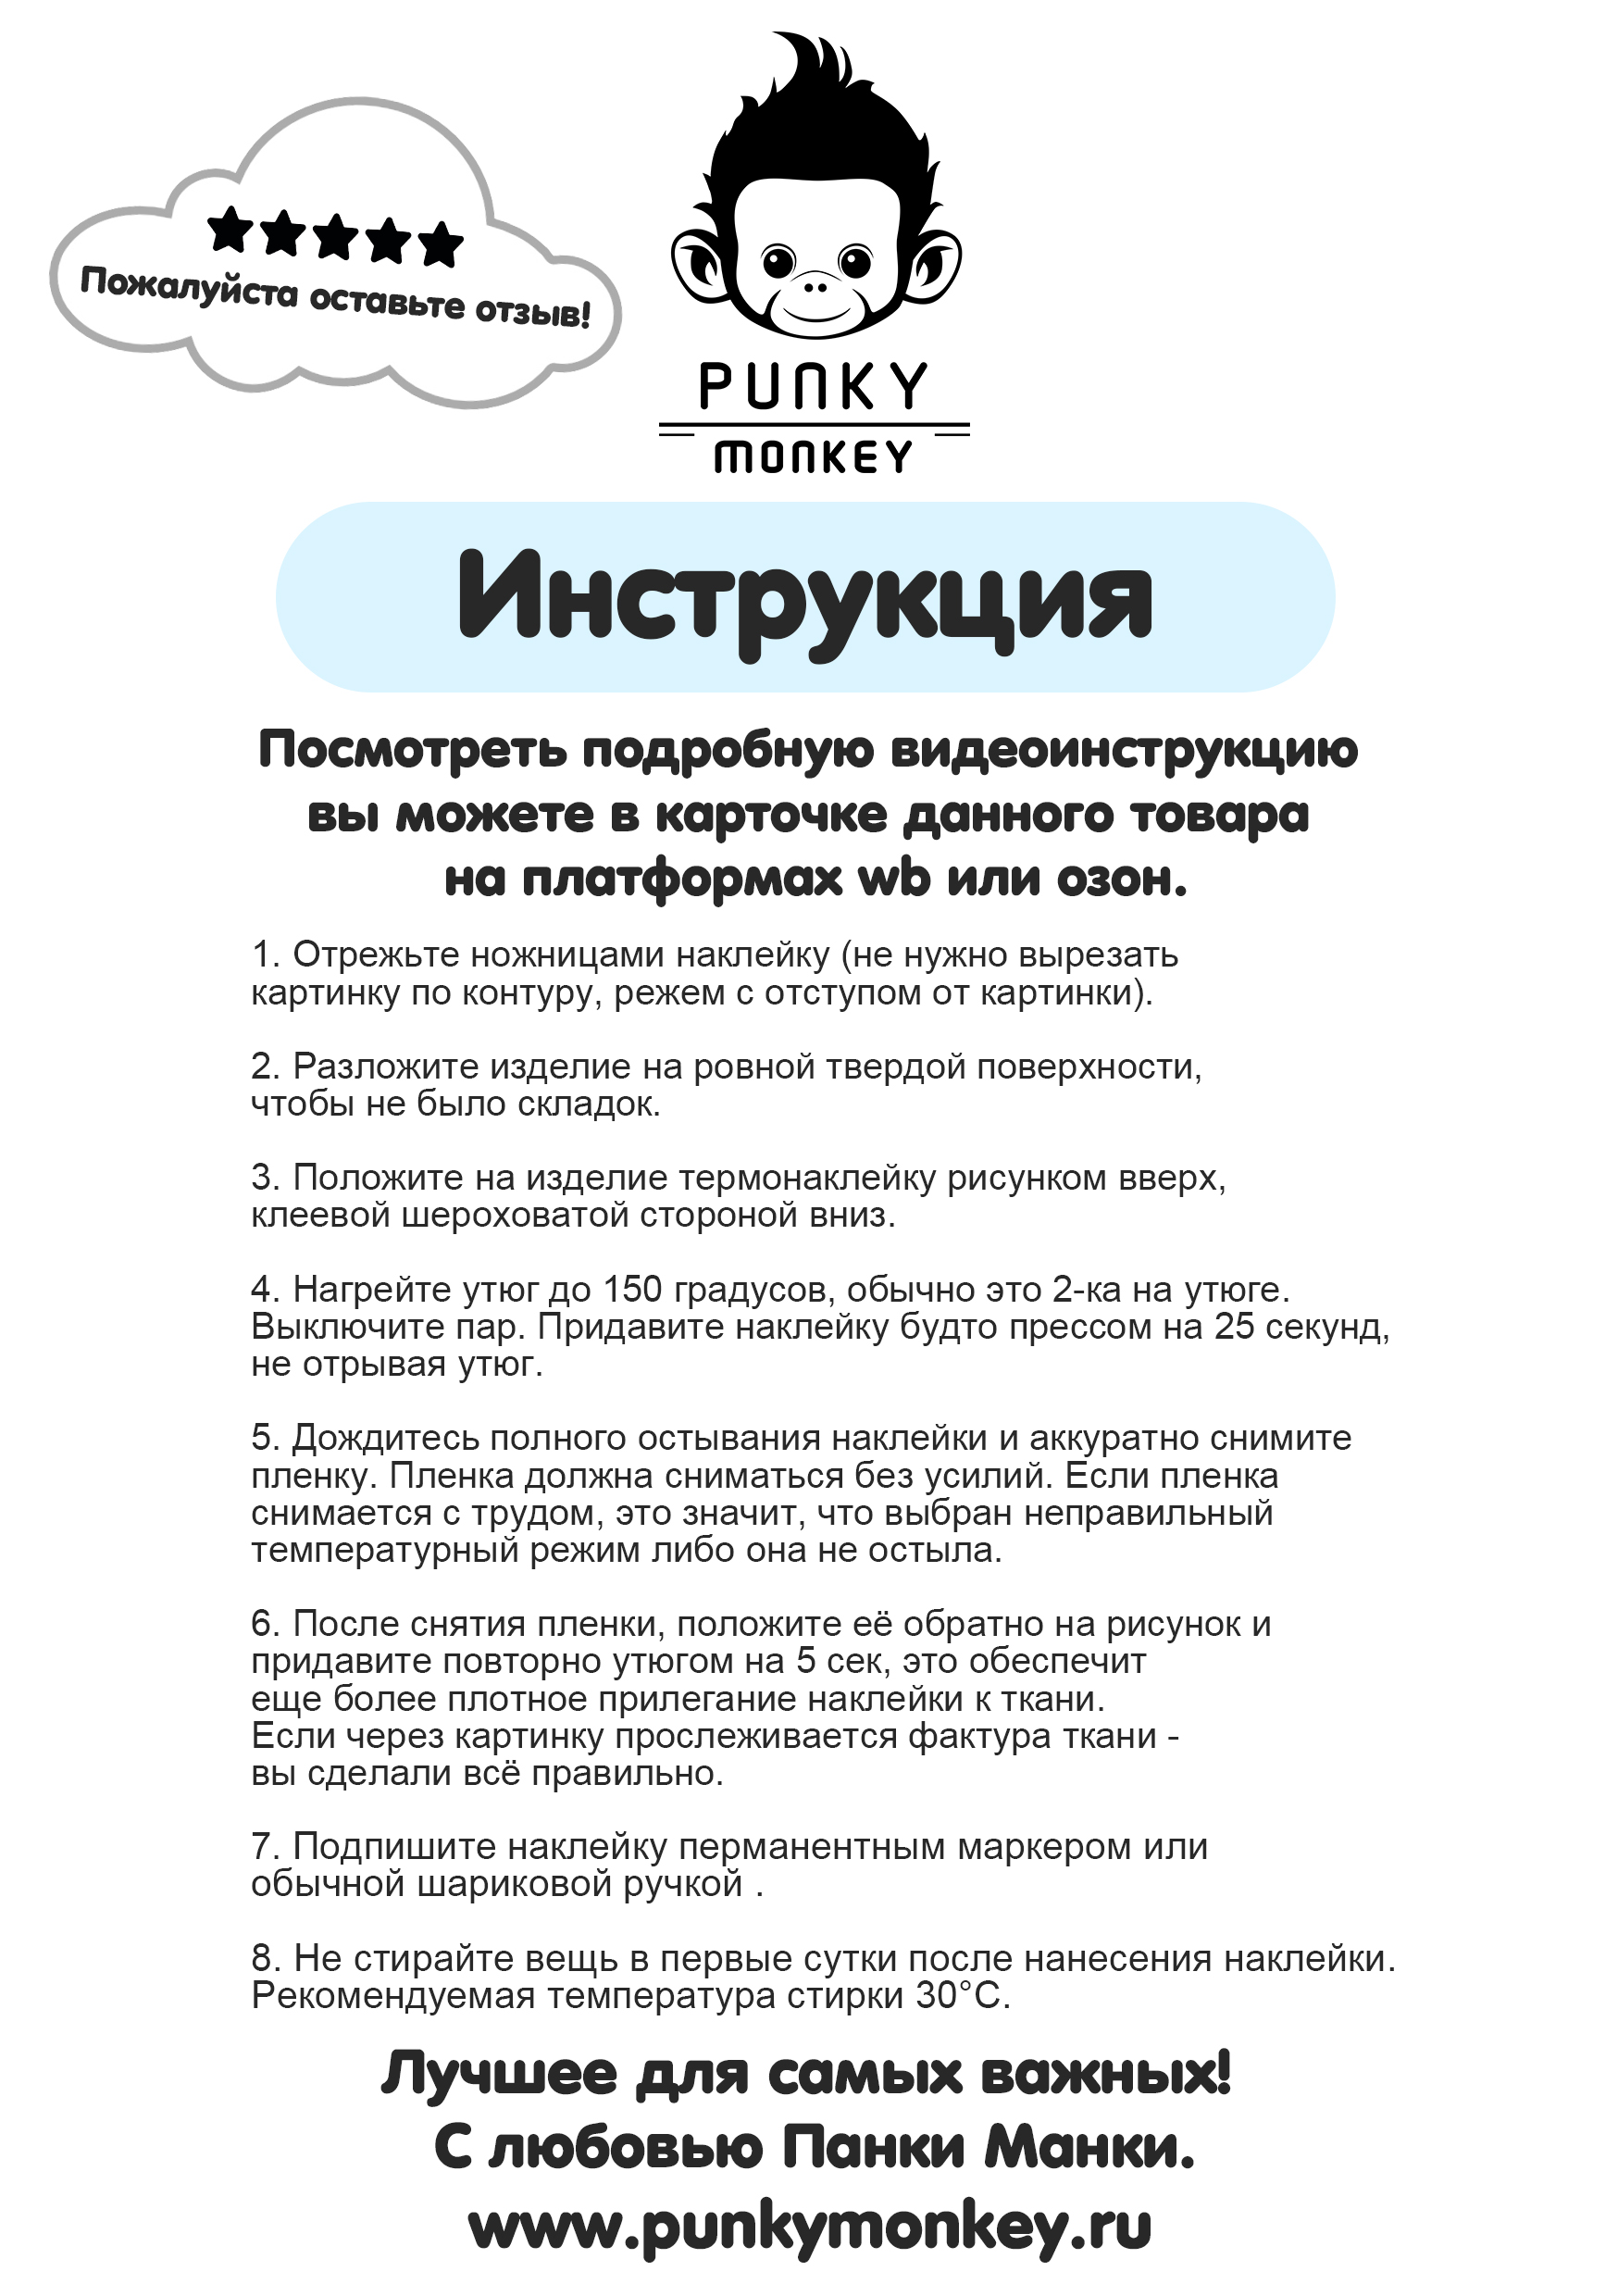 Пожалуйста оставьте отзыв!
PUNKY
MONKEY
Инструкция
Посмотреть подробную видеоинструкцию
вы можете в карточке данного товара
на платформах wb или озон.
1. Отрежьте ножницами наклейку (не нужно вырезать
картинку по контуру, режем с отступом от картинки).
2. Разложите изделие на ровной твердой поверхности,
чтобы не было складок.
3. Положите на изделие термонаклейку рисунком вверх,
клеевой шероховатой стороной вниз.
4. Нагрейте утюг до 150 градусов, обычно это 2-ка на утюге.
Выключите пар. Придавите наклейку будто прессом на 25 секунд,
не отрывая утюг.
5. Дождитесь полного остывания наклейки и аккуратно снимите
пленку. Пленка должна сниматься без усилий. Если пленка
снимается с трудом, это значит, что выбран неправильный
температурный режим либо она не остыла.
6. После снятия пленки, положите её обратно на рисунок и
придавите повторно утюгом на 5 сек, это обеспечит
еще более плотное прилегание наклейки к ткани.
Если через картинку прослеживается фактура ткани -
вы сделали всё правильно.
7. Подпишите наклейку перманентным маркером или
обычной шариковой ручкой .
8. Не стирайте вещь в первые сутки после нанесения наклейки.
Рекомендуемая температура стирки 30°C.
Лучшее для самых важных!
С любовью Панки Манки.
www.punkymonkey.ru